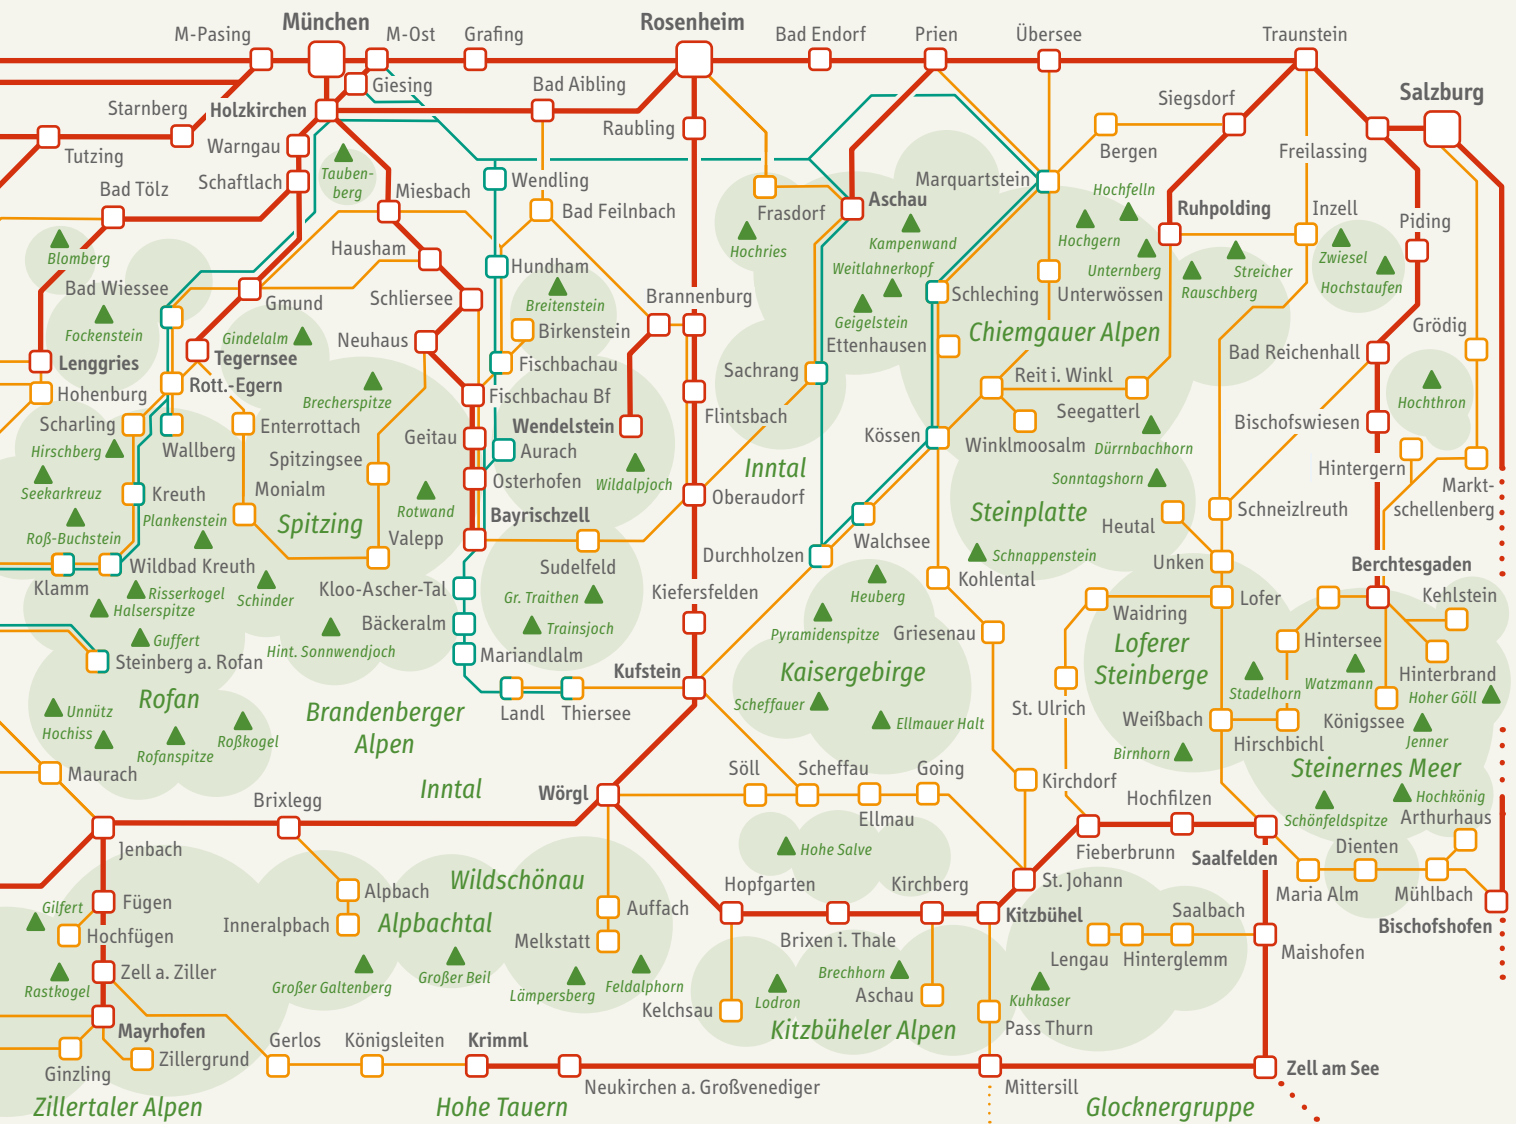 München
Rosenheim
M-Pasing
M-Ost
Grafing
Bad Endorf
Prien
Übersee
Traunstein
Giesing
Bad Aibling
Salzburg
Starnberg
Holzkirchen
Siegsdorf
Raubling
Tutzing
Warngau
Bergen
Freilassing
Tauben-
berg
Schaftlach
Wendling
Marquartstein
Bad Tölz
Miesbach
Hochfelln
Aschau
Bad Feilnbach
Frasdorf
Ruhpolding
Inzell
Piding
Hochries
Kampenwand
Hochgern
Hausham
Blomberg
Zwiesel
Hundham
Weitlahnerkopf
Unternberg
Streicher
Bad Wiessee
Gmund
Schliersee
Breitenstein
Brannenburg
Schleching
Unterwössen
Rauschberg
Hochstaufen
Fockenstein
Geigelstein
Chiemgauer Alpen
Grödig
Gindelalm
Neuhaus
Birkenstein
Ettenhausen
Bad Reichenhall
Lenggries
Tegernsee
Fischbachau
Sachrang
Reit i. Winkl
Hohenburg
Rott.-Egern
Brecherspitze
Fischbachau Bf
Seegatterl
Hochthron
Scharling
Enterrottach
Wendelstein
Flintsbach
Bischofswiesen
Geitau
Kössen
Winklmoosalm
Hirschberg
Wallberg
Aurach
Dürrnbachhorn
Spitzingsee
Inntal
Hintergern
Seekarkreuz
Kreuth
Monialm
Osterhofen
Wildalpjoch
Sonntagshorn
Markt-
schellenberg
Plankenstein
Spitzing
Rotwand
Bayrischzell
Oberaudorf
Steinplatte
Schneizlreuth
Heutal
Roß-Buchstein
Valepp
Walchsee
Durchholzen
Schnappenstein
Unken
Berchtesgaden
Wildbad Kreuth
Sudelfeld
Klamm
Risserkogel
Schinder
Kloo-Ascher-Tal
Kiefersfelden
Kohlental
Halserspitze
Gr. Traithen
Heuberg
Lofer
Kehlstein
Waidring
Bäckeralm
Trainsjoch
Pyramidenspitze
Griesenau
Guffert
Hint. Sonnwendjoch
Loferer
Steinberge
Hintersee
Steinberg a. Rofan
Mariandlalm
Kufstein
Kaisergebirge
Hinterbrand
Watzmann
Stadelhorn
Hoher Göll
Rofan
Scheffauer
Unnütz
Brandenberger
Alpen
Landl
Thiersee
St. Ulrich
Weißbach
Königssee
Ellmauer Halt
Hochiss
Roßkogel
Hirschbichl
Jenner
Rofanspitze
Birnhorn
Maurach
Inntal
Söll
Scheffau
Going
Kirchdorf
Steinernes Meer
Brixlegg
Wörgl
Hochfilzen
Hochkönig
Ellmau
Schönfeldspitze
Arthurhaus
Jenbach
Hohe Salve
Fieberbrunn
Saalfelden
Dienten
Wildschönau
Hopfgarten
Kirchberg
St. Johann
Maria Alm
Mühlbach
Alpbach
Fügen
Gilfert
Auffach
Kitzbühel
Saalbach
Inneralpbach
Alpbachtal
Bischofshofen
Hochfügen
Melkstatt
Brixen i. Thale
Maishofen
Lengau
Hinterglemm
Zell a. Ziller
Großer Beil
Brechhorn
Rastkogel
Großer Galtenberg
Lämpersberg
Feldalphorn
Aschau
Kelchsau
Lodron
Kuhkaser
Mayrhofen
Kitzbüheler Alpen
Pass Thurn
Gerlos
Königsleiten
Krimml
Zillergrund
Ginzling
Zell am See
Neukirchen a. Großvenediger
Mittersill
Zillertaler Alpen
Hohe Tauern
Glocknergruppe